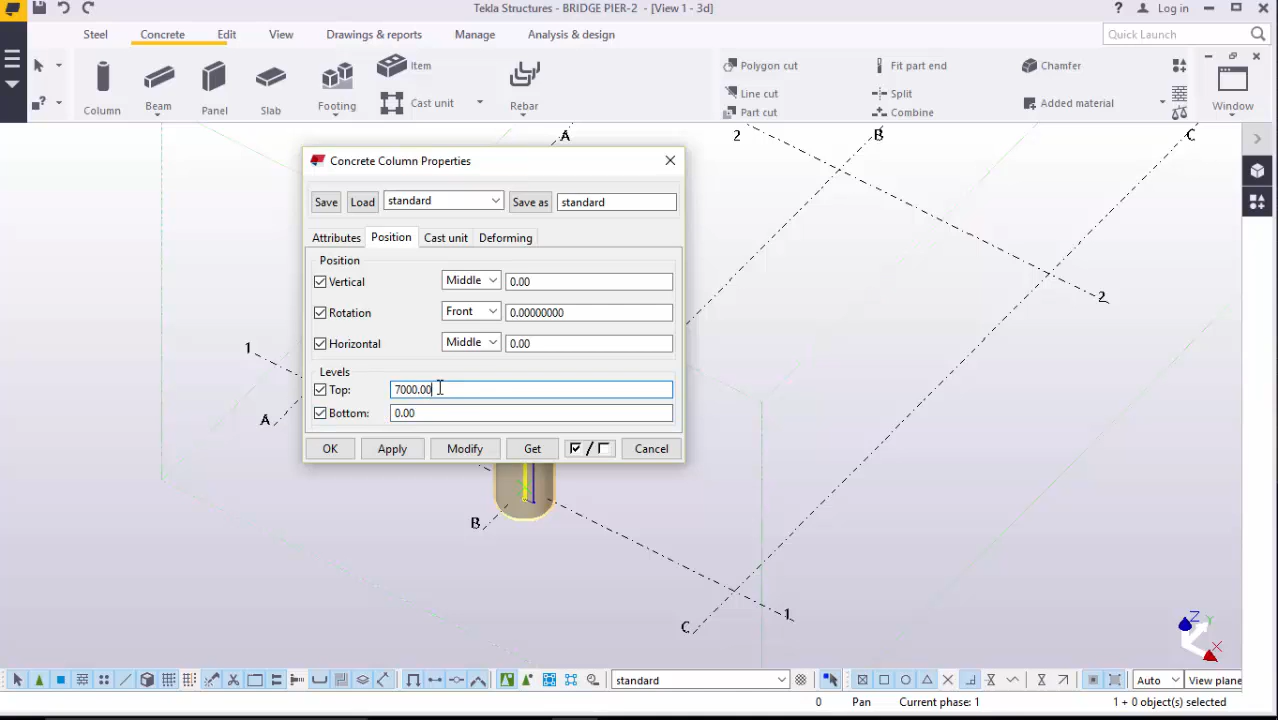 Tekla Structures - BRIDGE PIER-2 - [View 1 - 3d]
? Log in
Steel Concrete Edit View Drawings & reports Manage Analysis & design
Quick Launch
Column Beam Panel Slab Footing
Item
Cast unit
Rebar
Polygon cut
Line cut
Part cut
Fit part end
Split
Combine
Chamfer
Added material
Window
A 2 B C
Concrete Column Properties
Save Load standard Save as standard
Attributes Position Cast unit Deforming
Position
Vertical Middle 0.00
Rotation Front 0.00000000
Horizontal Middle 0.00
Levels
Top: 7000.00
Bottom: 0.00
OK Apply Modify Get / Cancel
2
1
A
B
1
C
Z Y
X
standard
Auto View plane
0 Pan Current phase: 1 1 + 0 object(s) selected